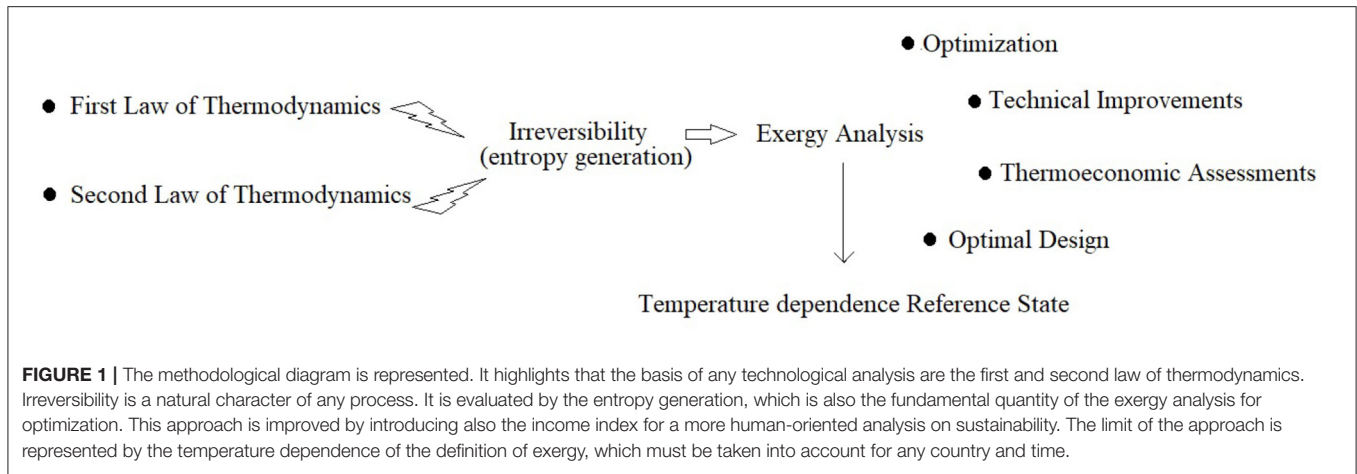 ● Optimization
● First Law of Thermodynamics
● Technical Improvements
Irreversibility
(entropy generation)
Exergy Analysis
● Thermoeconomic Assessments
● Second Law of Thermodynamics
● Optimal Design
Temperature dependence Reference State
FIGURE 1 | The methodological diagram is represented. It highlights that the basis of any technological analysis are the first and second law of thermodynamics.
Irreversibility is a natural character of any process. It is evaluated by the entropy generation, which is also the fundamental quantity of the exergy analysis for
optimization. This approach is improved by introducing also the income index for a more human-oriented analysis on sustainability. The limit of the approach is
represented by the temperature dependence of the definition of exergy, which must be taken into account for any country and time.